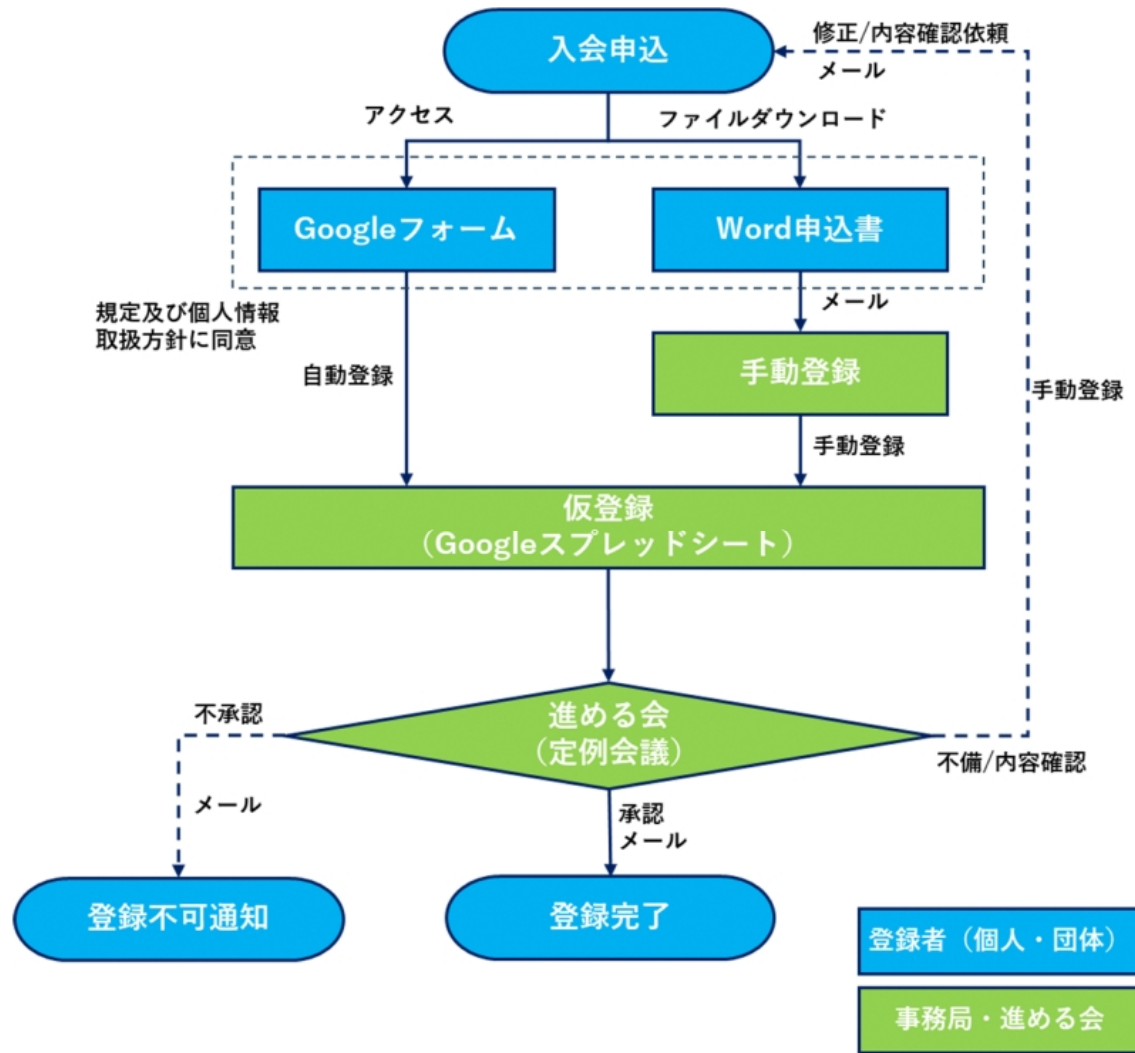 入会申込
修正/内容確認依頼
メール
アクセス
ファイルダウンロード
Googleフォーム
Word申込書
規定及び個人情報
取扱方針に同意
メール
自動登録
手動登録
手動登録
手動登録
仮登録
（Googleスプレッドシート）
進める会
（定例会議）
不承認
不備/内容確認
メール
承認
メール
登録不可通知
登録完了
登録者（個人・団体）
事務局・進める会